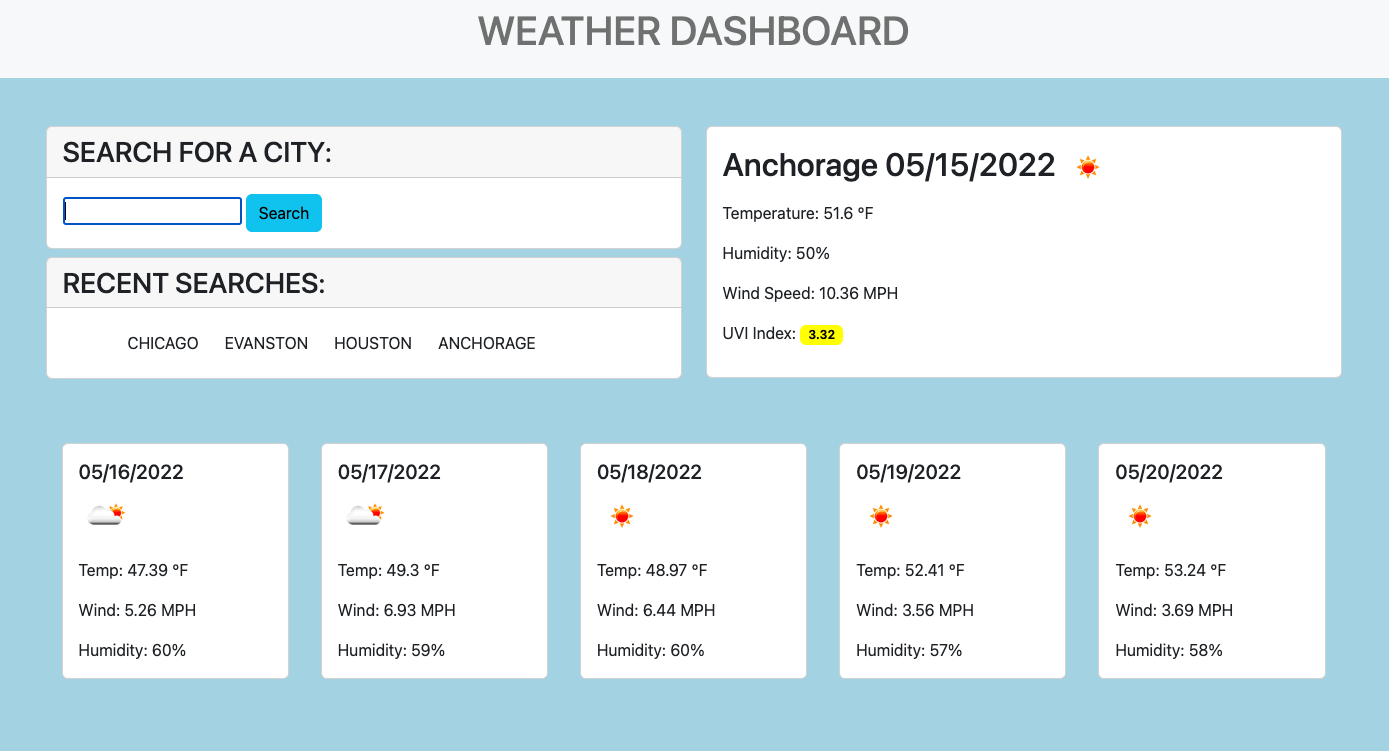 WEATHER DASHBOARD
SEARCH FOR A CITY:
Search
RECENT SEARCHES:
CHICAGO EVANSTON HOUSTON ANCHORAGE
Anchorage 05/15/2022
Temperature: 51.6 °F
Humidity: 50%
Wind Speed: 10.36 MPH
UVI Index: 3.32
05/16/2022
Temp: 47.39 °F
Wind: 5.26 MPH
Humidity: 60%
05/17/2022
Temp: 49.3 °F
Wind: 6.93 MPH
Humidity: 59%
05/18/2022
Temp: 48.97 °F
Wind: 6.44 MPH
Humidity: 60%
05/19/2022
Temp: 52.41 °F
Wind: 3.56 MPH
Humidity: 57%
05/20/2022
Temp: 53.24 °F
Wind: 3.69 MPH
Humidity: 58%